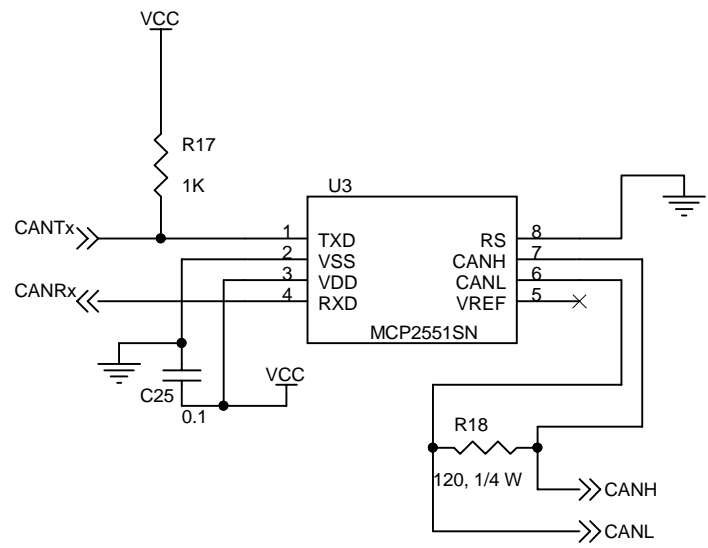 VCC
R17
1K
U3
CANTx
1
TXD
RS
8
2
VSS
CANH
7
3
VDD
CANL
6
CANRx
4
RXD
VREF
5
MCP2551SN
C25
0.1
VCC
R18
120, 1/4 W
CANH
CANL